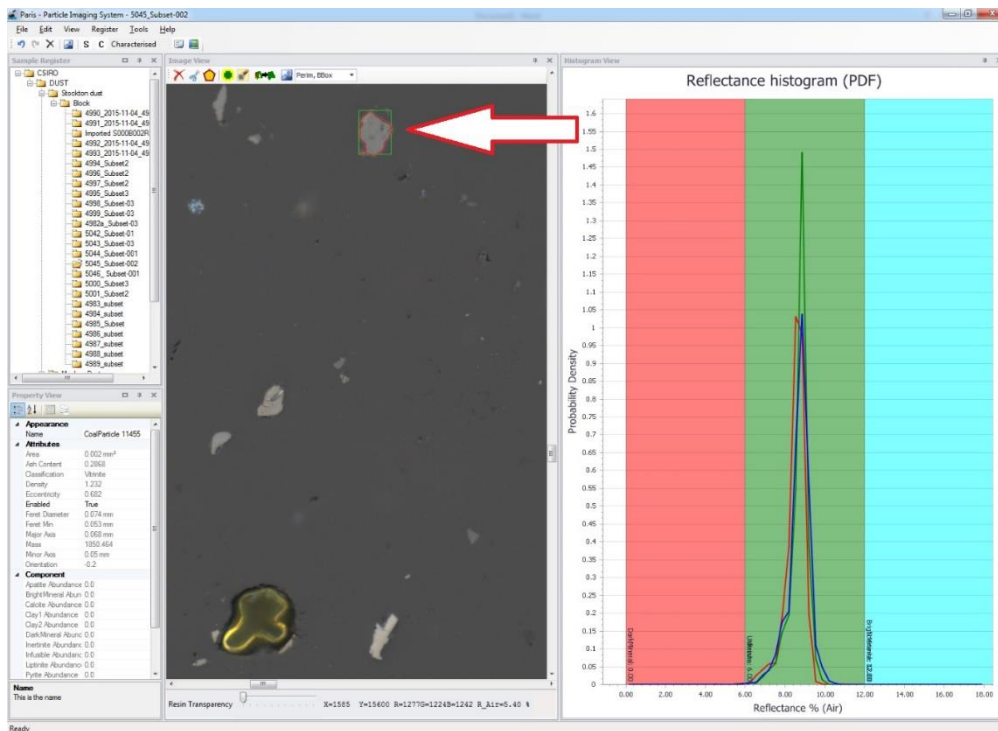 Paris - Particle Imaging System - 5045_Subset-002
File Edit View Register Tools Help
S C Characterised
Sample Register
CSIRO
DUST
Stockton dust
Block
4990_2015-11-04_49
4991_2015-11-04_49
Imported S000B002R
4992_2015-11-04_49
4993_2015-11-04_49
4994_Subset2
4996_Subset2
4997_Subset2
4995_Subset3
4998_Subset-03
4999_Subset-03
4982a_Subset-03
5042_Subset-01
5043_Subset-03
5044_Subset-001
5045_Subset-002
5046_ Subset-001
5000_Subset3
5001_Subset2
4983_subset
4984_subset
4985_Subset
4986_subset
4987_subset
4988_subset
4989_subset
Property View
Appearance
Name CoalParticle 11455
Attributes
Area 0.002 mm²
Ash Content 0.2868
Classification Vitrinite
Density 1.232
Eccentricity 0.682
Enabled True
Feret Diameter 0.074 mm
Feret Min 0.053 mm
Major Axis 0.068 mm
Mass 1850.464
Minor Axis 0.05 mm
Orientation -0.2
Component
Apatite Abundance 0.0
BrightMineral Abun 0.0
Calcite Abundance 0.0
Clay1 Abundance 0.0
Clay2 Abundance 0.0
DarkMineral Abunc 0.0
Inertinite Abundanc 0.0
Infusible Abundanc 0.0
Liptinite Abundanc 0.0
Pyrite Abundance 0.0
Name
This is the name
Ready
Image View
Perim, BBox
Resin Transparency
X=1585 Y=15600 R=1277G=1224B=1242 R_Air=5.40 %
Histogram View
Reflectance histogram (PDF)
Probability Density
1.6
1.55
1.5
1.45
1.4
1.35
1.3
1.25
1.2
1.15
1.1
1.05
1
0.95
0.9
0.85
0.8
0.75
0.7
0.65
0.6
0.55
0.5
0.45
0.4
0.35
0.3
0.25
0.2
0.15
0.1
0.05
0
DarkMineral: 0.00
0.00 2.00 4.00 6.00 8.00 10.00 12.00 14.00 16.00 18.00
Reflectance % (Air)